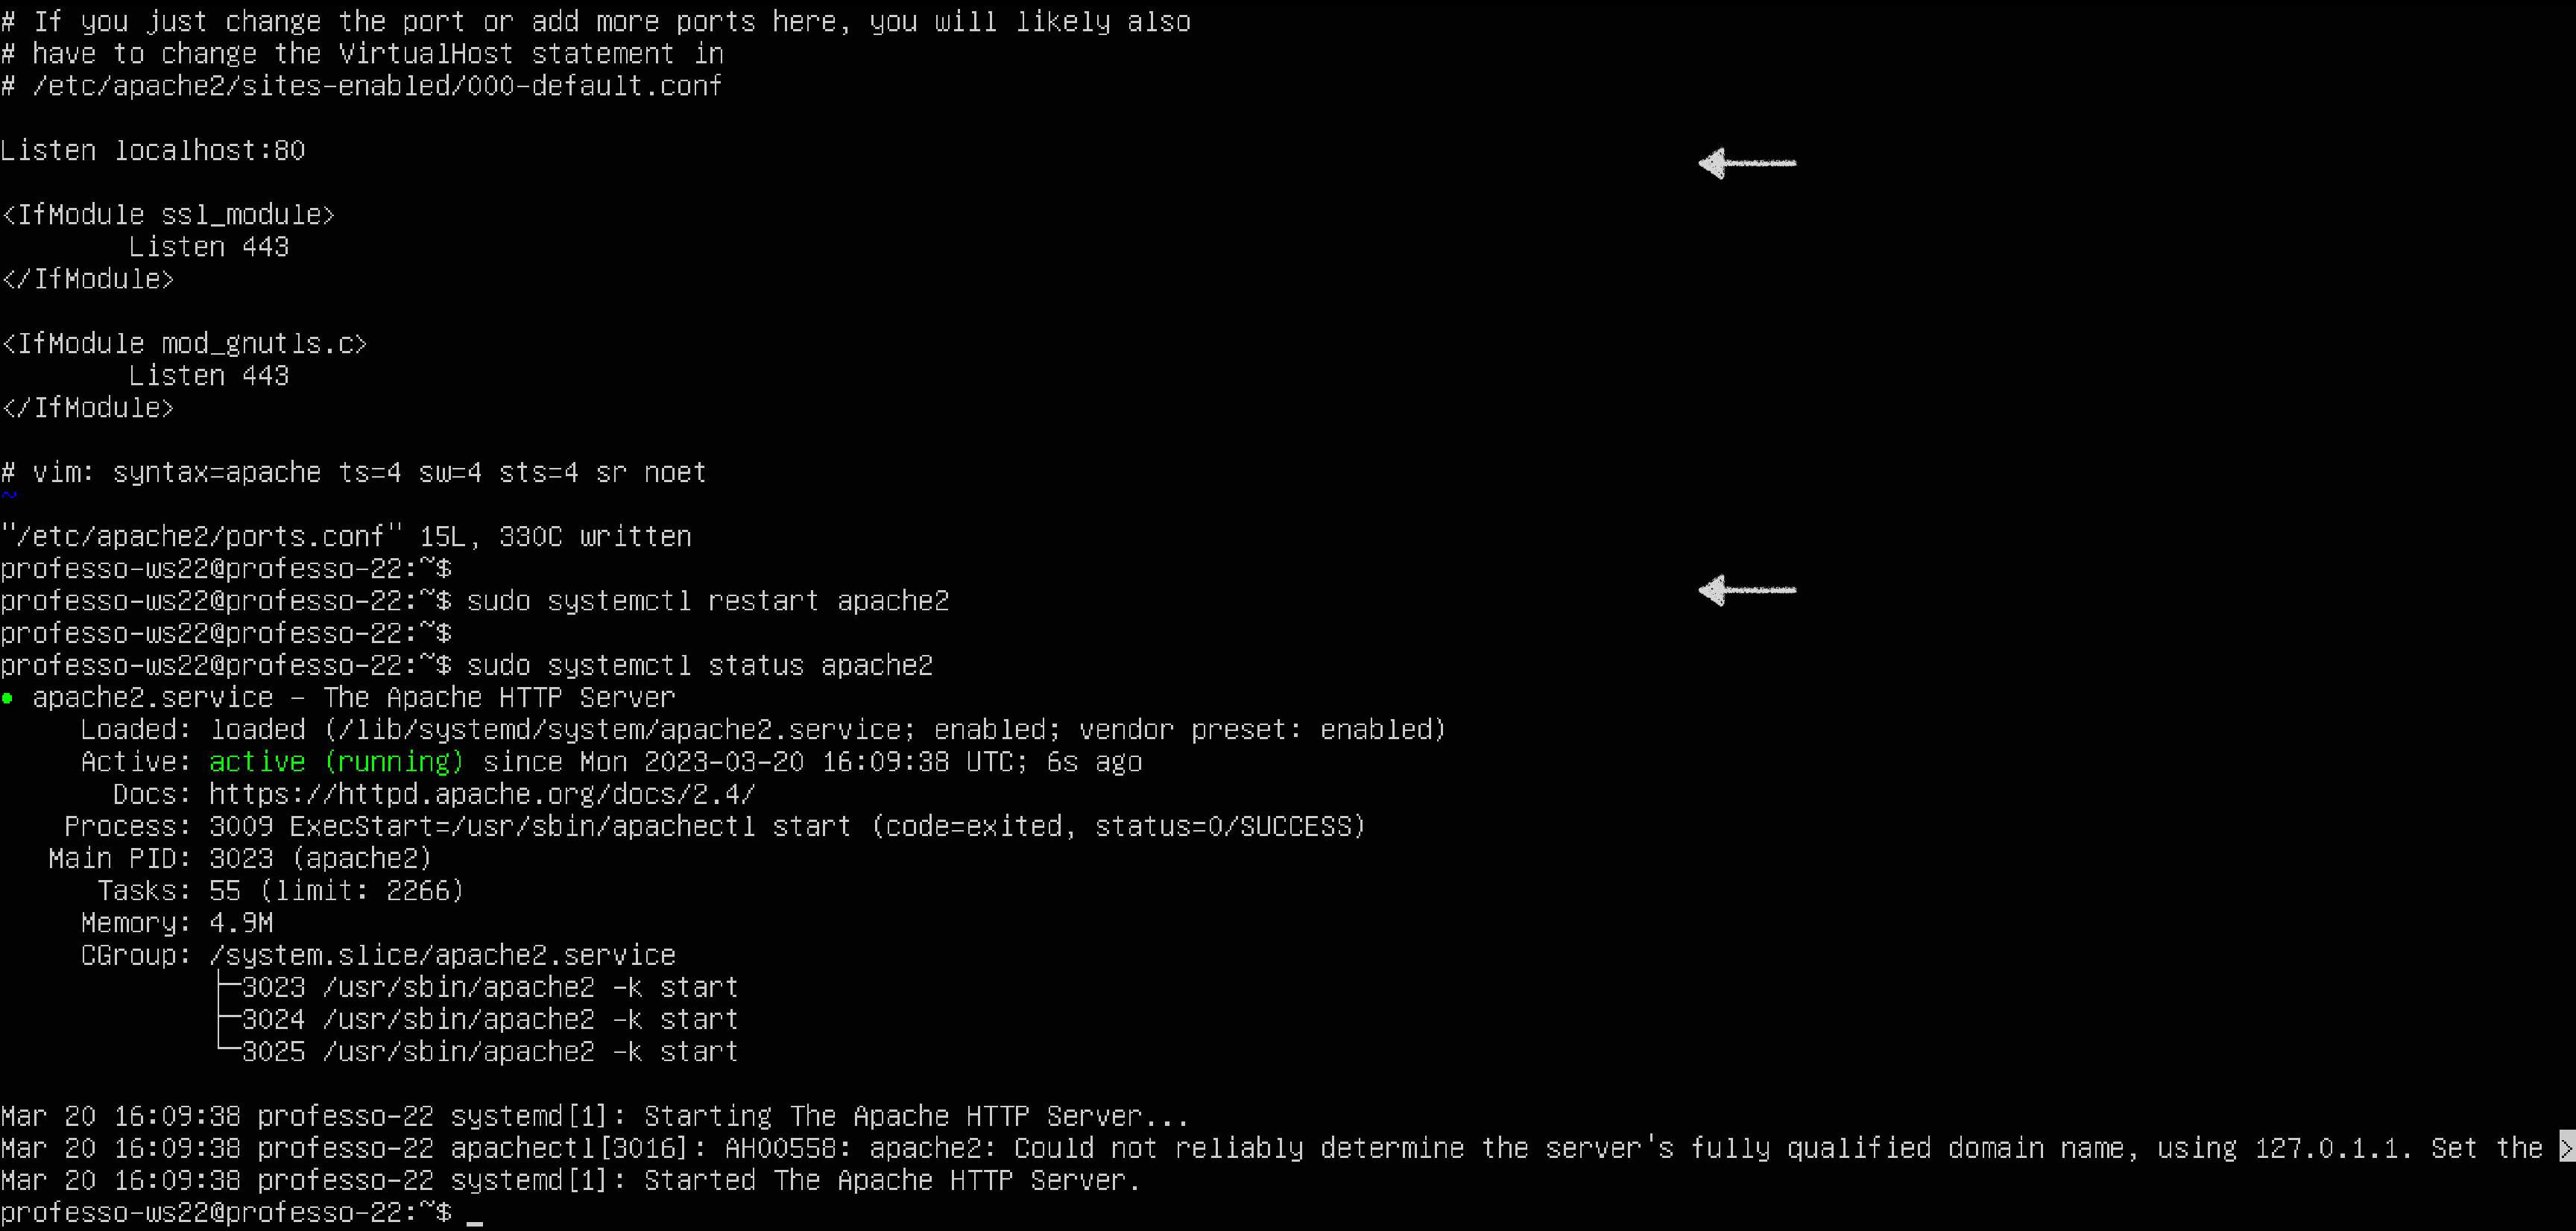 # If you just change the port or add more ports here, you will likely also
# have to change the VirtualHost statement in
# /etc/apache2/sites-enabled/000-default.conf
Listen localhost:80
<IfModule ssl_module>
Listen 443
</IfModule>
<IfModule mod_gnutls.c>
Listen 443
</IfModule>
# vim: syntax=apache ts=4 sw=4 sts=4 sr noet
~
"/etc/apache2/ports.conf" 15L, 330C written
professo-ws22@professo-22:~$
professo-ws22@professo-22:~$ sudo systemctl restart apache2
professo-ws22@professo-22:~$
professo-ws22@professo-22:~$ sudo systemctl status apache2
● apache2.service - The Apache HTTP Server
Loaded: loaded (/lib/systemd/system/apache2.service; enabled; vendor preset: enabled)
Active: active (running) since Mon 2023-03-20 16:09:38 UTC; 6s ago
Docs: https://httpd.apache.org/docs/2.4/
Process: 3009 ExecStart=/usr/sbin/apachectl start (code=exited, status=0/SUCCESS)
Main PID: 3023 (apache2)
Tasks: 55 (limit: 2266)
Memory: 4.9M
CGroup: /system.slice/apache2.service
├─3023 /usr/sbin/apache2 -k start
├─3024 /usr/sbin/apache2 -k start
└─3025 /usr/sbin/apache2 -k start
Mar 20 16:09:38 professo-22 systemd[1]: Starting The Apache HTTP Server...
Mar 20 16:09:38 professo-22 apachectl[3016]: AH00558: apache2: Could not reliably determine the server's fully qualified domain name, using 127.0.1.1. Set the >
Mar 20 16:09:38 professo-22 systemd[1]: Started The Apache HTTP Server.
professo-ws22@professo-22:~$ _